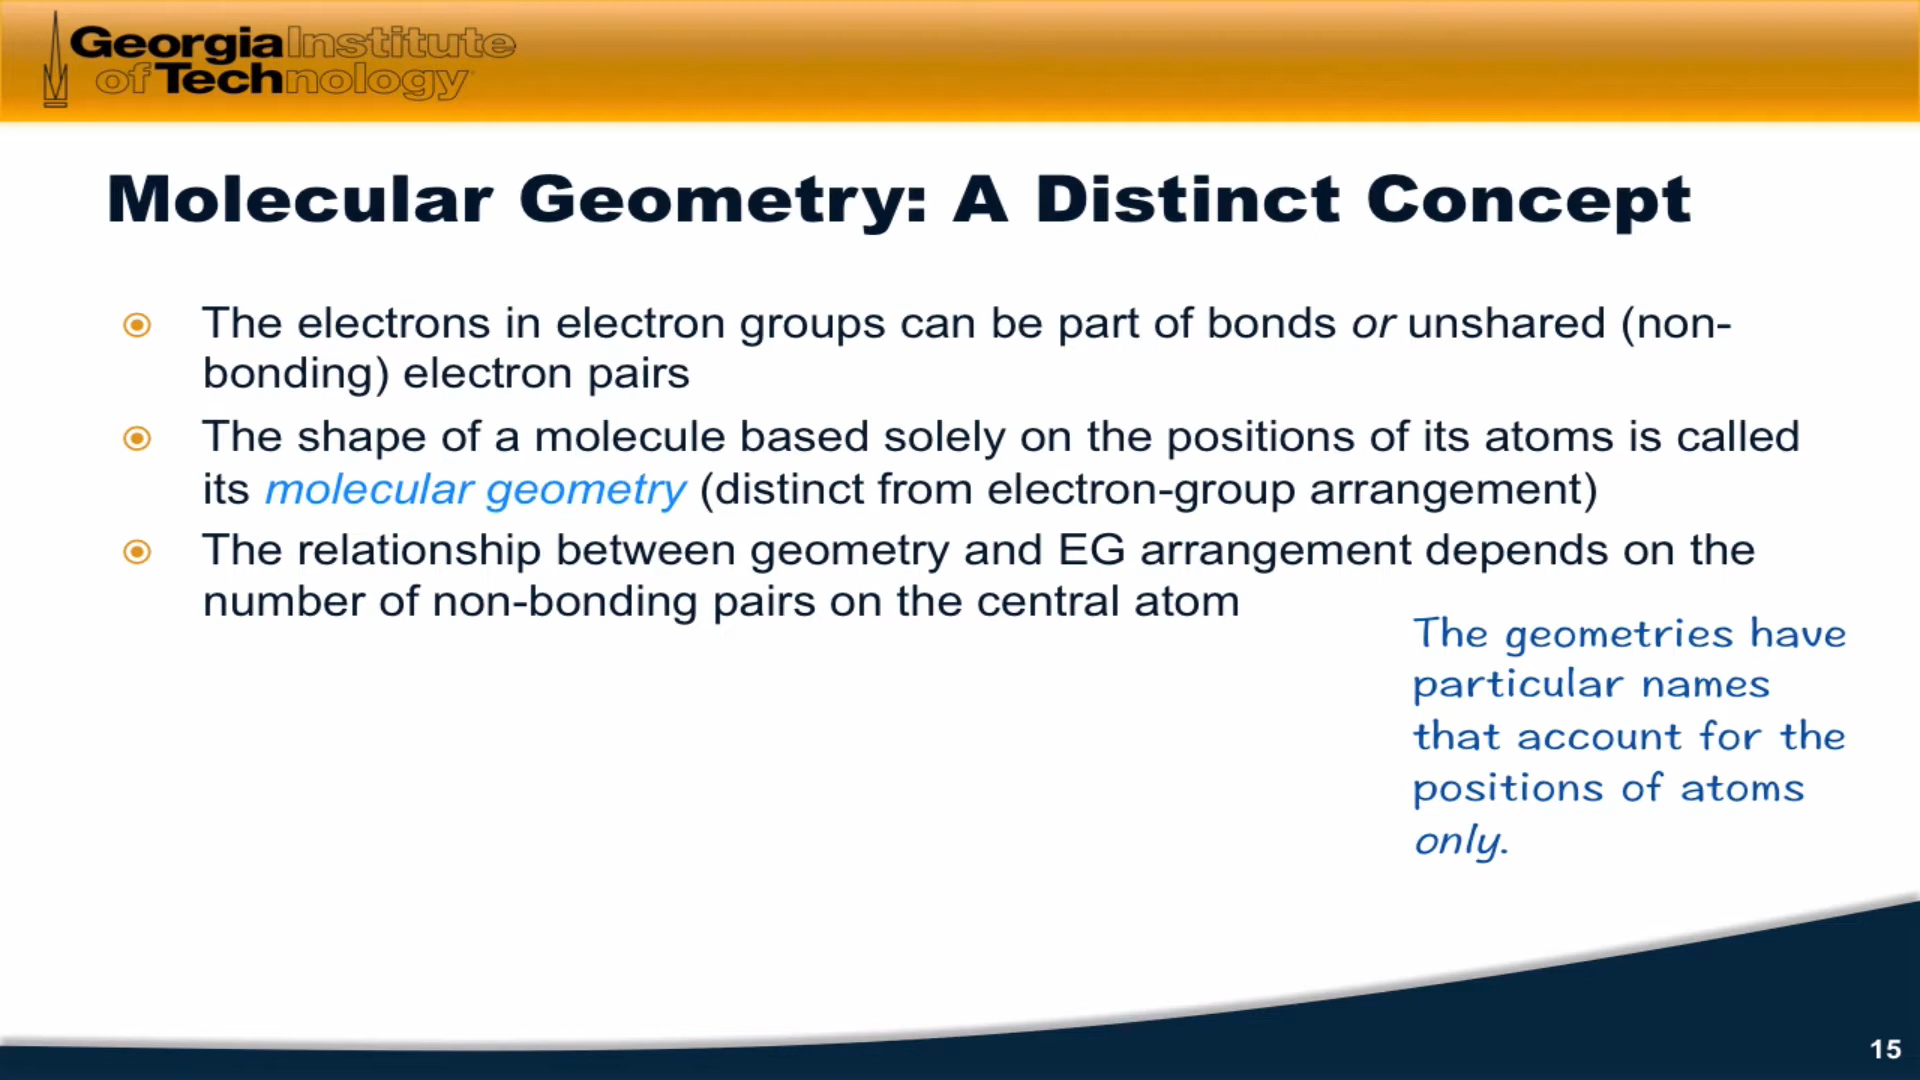 Georgia Institute
of Technology
Molecular Geometry: A Distinct Concept
The electrons in electron groups can be part of bonds or unshared (non-
bonding) electron pairs
The shape of a molecule based solely on the positions of its atoms is called
its molecular geometry (distinct from electron-group arrangement)
The relationship between geometry and EG arrangement depends on the
number of non-bonding pairs on the central atom
The geometries have
particular names
that account for the
positions of atoms
only.
15